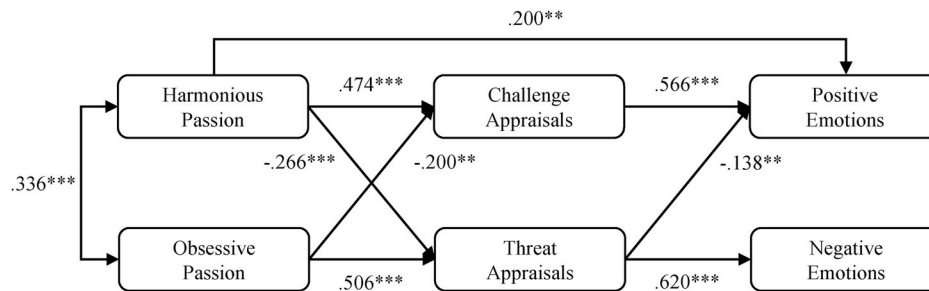 .200**
Harmonious
Passion
.474***
Challenge
Appraisals
.566***
Positive
Emotions
-.266***
-.200**
-.138**
.336***
Obsessive
Passion
.506***
Threat
Appraisals
.620***
Negative
Emotions